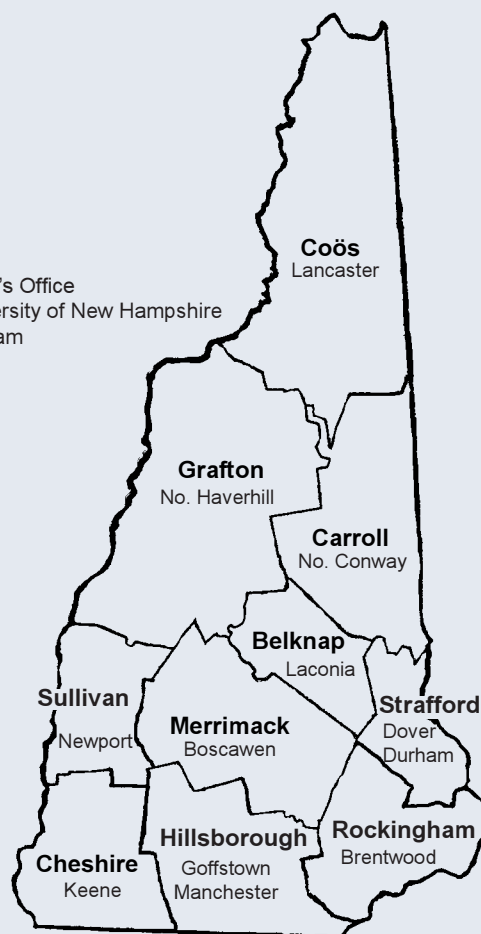 's Office
ersity of New Hampshire
am
Coös
Lancaster
Grafton
No. Haverhill
Carroll
No. Conway
Belknap
Laconia
Sullivan
Newport
Strafford
Dover
Durham
Merrimack
Boscawen
Hillsborough
Goffstown
Manchester
Rockingham
Brentwood
Cheshire
Keene